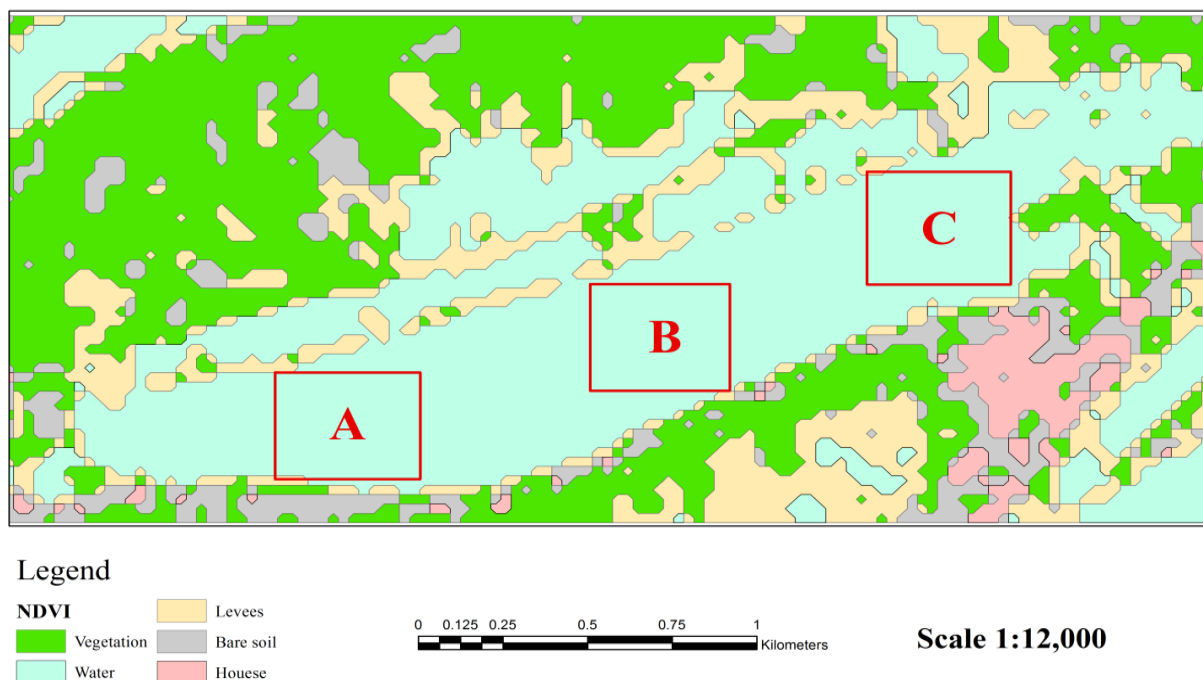 A
B
C
Legend
NDVI
Vegetation
Water
Levees
Bare soil
Houese
0 0.125 0.25 0.5 0.75 1
Kilometers
Scale 1:12,000